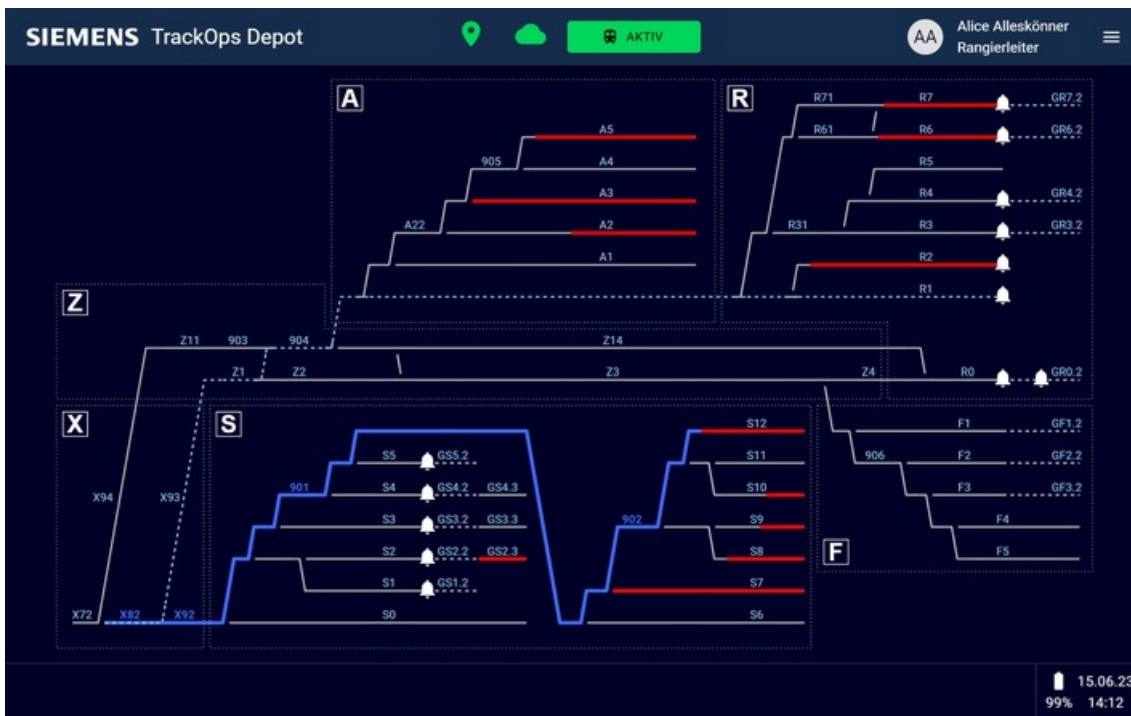 SIEMENS TrackOps Depot
AKTIV
AA
Alice Alleskönner
Rangierleiter
A
R
R71 R7 GR7.2
A5 R61 R6 GR6.2
905 A4 R5
A3 R4 GR4.2
A22 A2 R31 R3 GR3.2
A1 R2
R1
Z
Z11 903 904 Z14
Z1 Z2 Z3 Z4 R0 GR0.2
X
S
S12 F1 GF1.2
S5 GS5.2 S11 906 F2 GF2.2
X94 X93 901 S4 GS4.2 GS4.3 S10 F3 GF3.2
S3 GS3.2 GS3.3 902 S9 F4
S2 GS2.2 GS2.3 S8 F F5
S1 GS1.2 S7
X72 X82 X92 S0 S6
15.06.23
99% 14:12